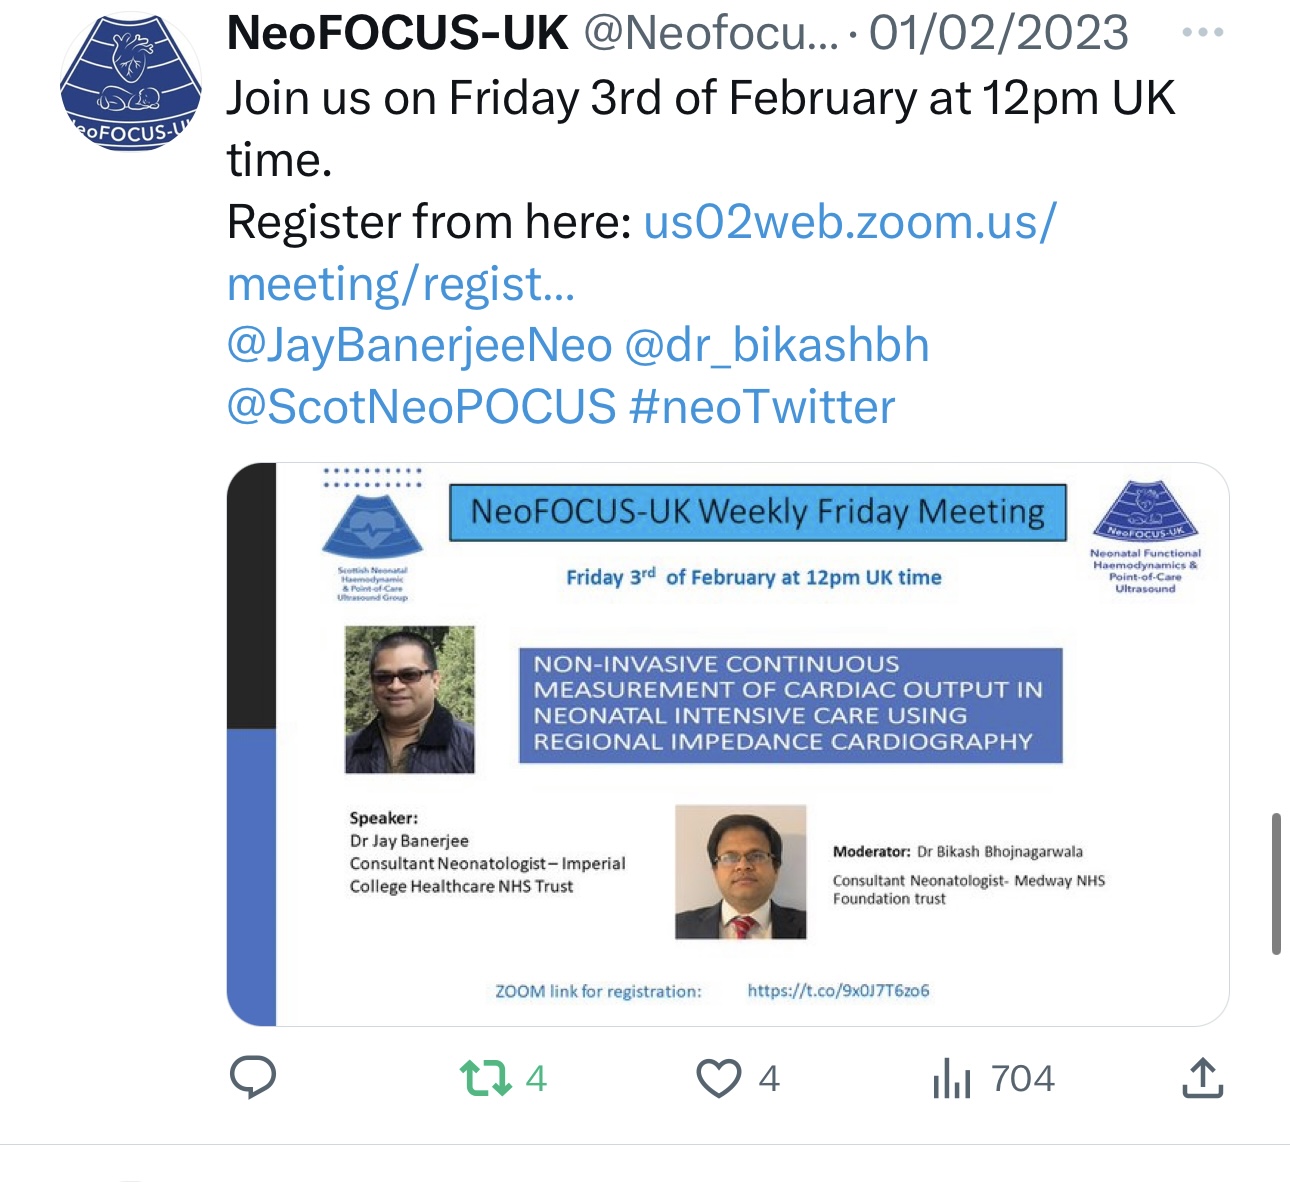 NeoFOCUS-UK @Neofocu... · 01/02/2023
Join us on Friday 3rd of February at 12pm UK
time.
Register from here: us02web.zoom.us/
meeting/regist...
@JayBanerjeeNeo @dr_bikashbh
@ScotNeoPOCUS #neoTwitter
NeoFOCUS-UK
Scottish Neonatal
Haemodynamic
& Point-of-Care
Ultrasound Group
NeoFOCUS-UK Weekly Friday Meeting
Friday 3rd of February at 12pm UK time
NeoFOCUS-UK
Neonatal Functional
Haemodynamics &
Point-of-Care
Ultrasound
NON-INVASIVE CONTINUOUS
MEASUREMENT OF CARDIAC OUTPUT IN
NEONATAL INTENSIVE CARE USING
REGIONAL IMPEDANCE CARDIOGRAPHY
Speaker:
Dr Jay Banerjee
Consultant Neonatologist– Imperial
College Healthcare NHS Trust
Moderator: Dr Bikash Bhojnagarwala
Consultant Neonatologist- Medway NHS
Foundation trust
ZOOM link for registration: https://t.co/9x0J7T6zo6
4 4 704